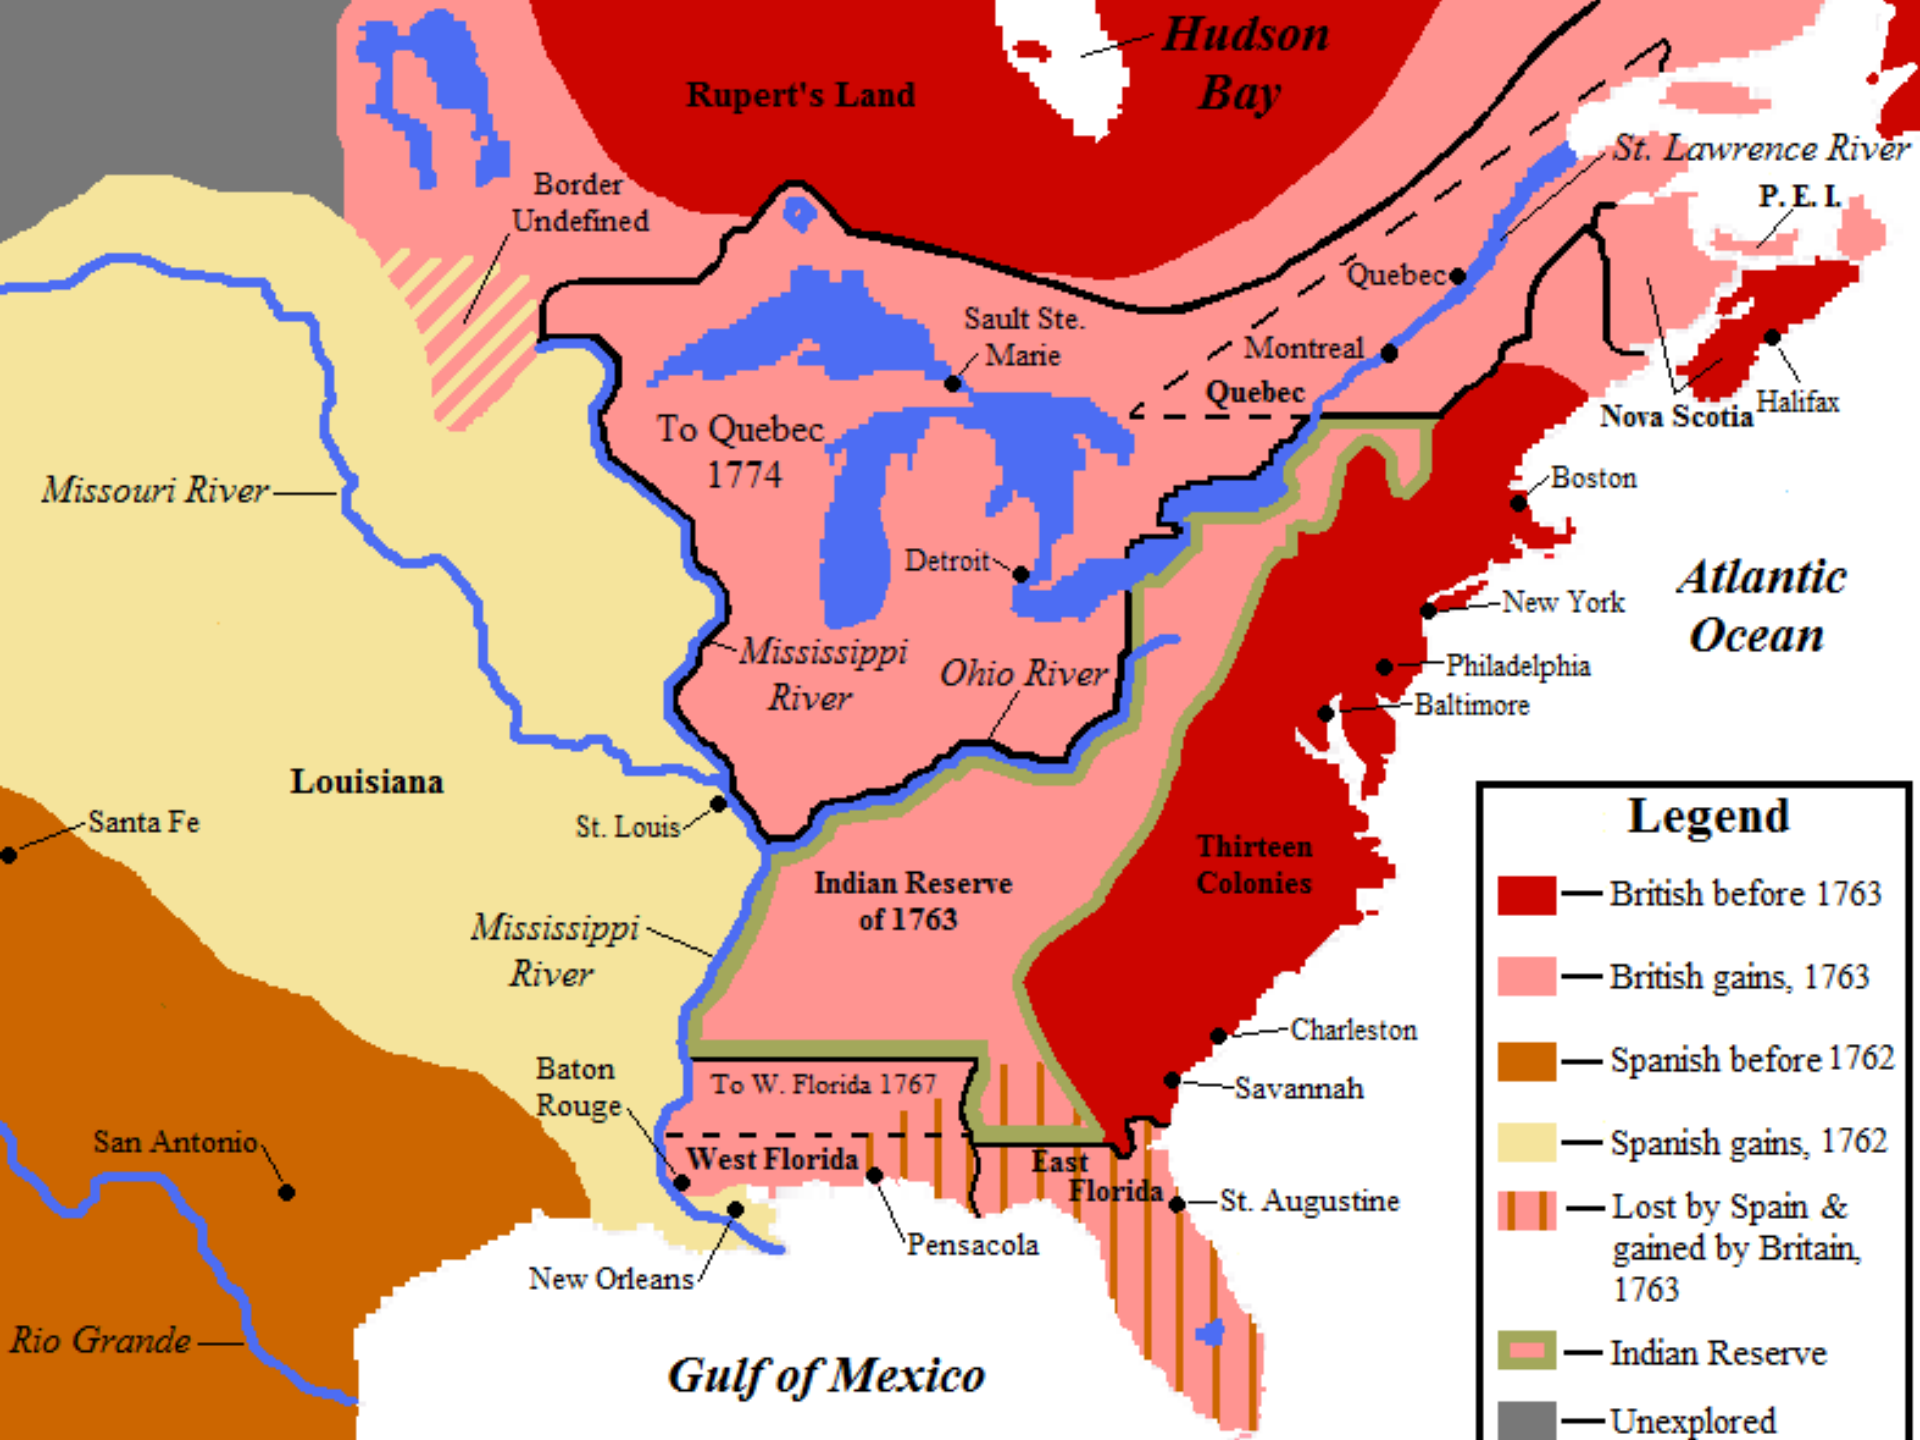 Hudson
Bay
Rupert's Land
St. Lawrence River
Border
Undefined
P. E. I.
Quebec
Sault Ste.
Marie
Montreal
Quebec
Nova Scotia
Halifax
To Quebec
1774
Missouri River
Boston
Detroit
Atlantic
Ocean
New York
Mississippi
River
Ohio River
Philadelphia
Baltimore
Louisiana
Santa Fe
St. Louis
Thirteen
Colonies
Indian Reserve
of 1763
Mississippi
River
Charleston
Baton
Rouge
To W. Florida 1767
Savannah
San Antonio
West Florida
East
Florida
St. Augustine
Pensacola
New Orleans
Rio Grande
Gulf of Mexico
Legend
British before 1763
British gains, 1763
Spanish before 1762
Spanish gains, 1762
Lost by Spain &
gained by Britain,
1763
Indian Reserve
Unexplored